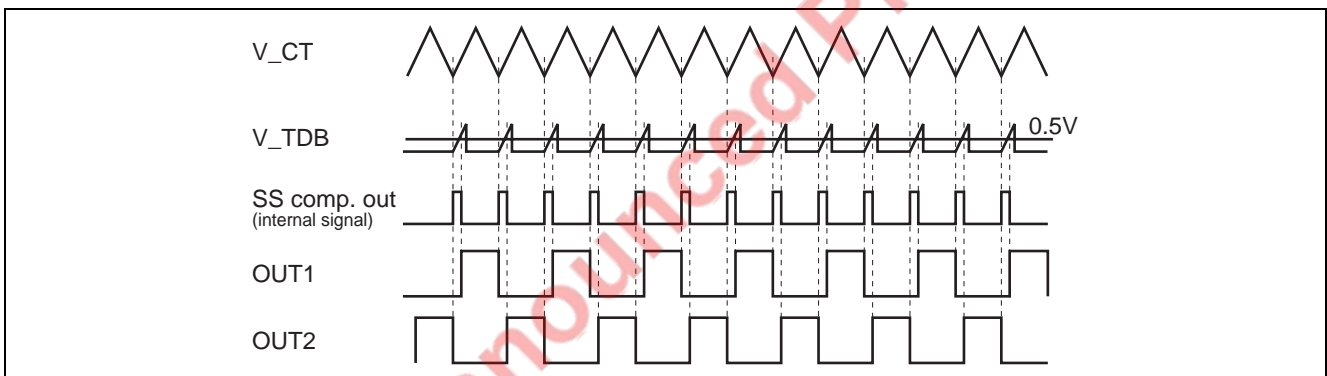 V_CT
V_TDB
0.5V
SS comp. out
(internal signal)
OUT1
OUT2